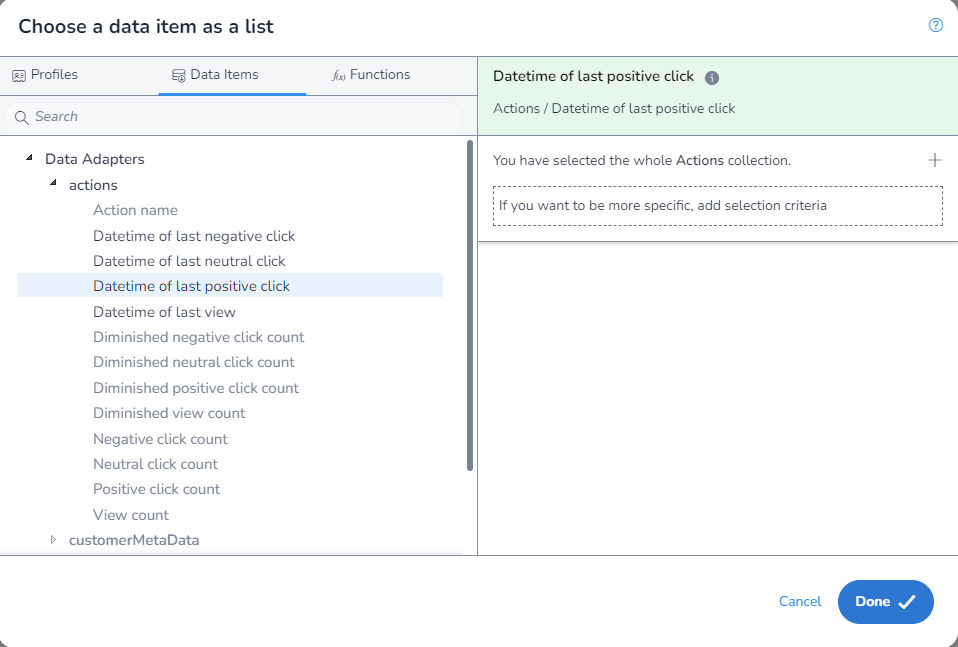 Choose a data item as a list
Profiles
Data Items
f(x) Functions
Search
Data Adapters
actions
Action name
Datetime of last negative click
Datetime of last neutral click
Datetime of last positive click
Datetime of last view
Diminished negative click count
Diminished neutral click count
Diminished positive click count
Diminished view count
Negative click count
Neutral click count
Positive click count
View count
customerMetaData
Datetime of last positive click
Actions / Datetime of last positive click
You have selected the whole Actions collection.
If you want to be more specific, add selection criteria
Cancel
Done